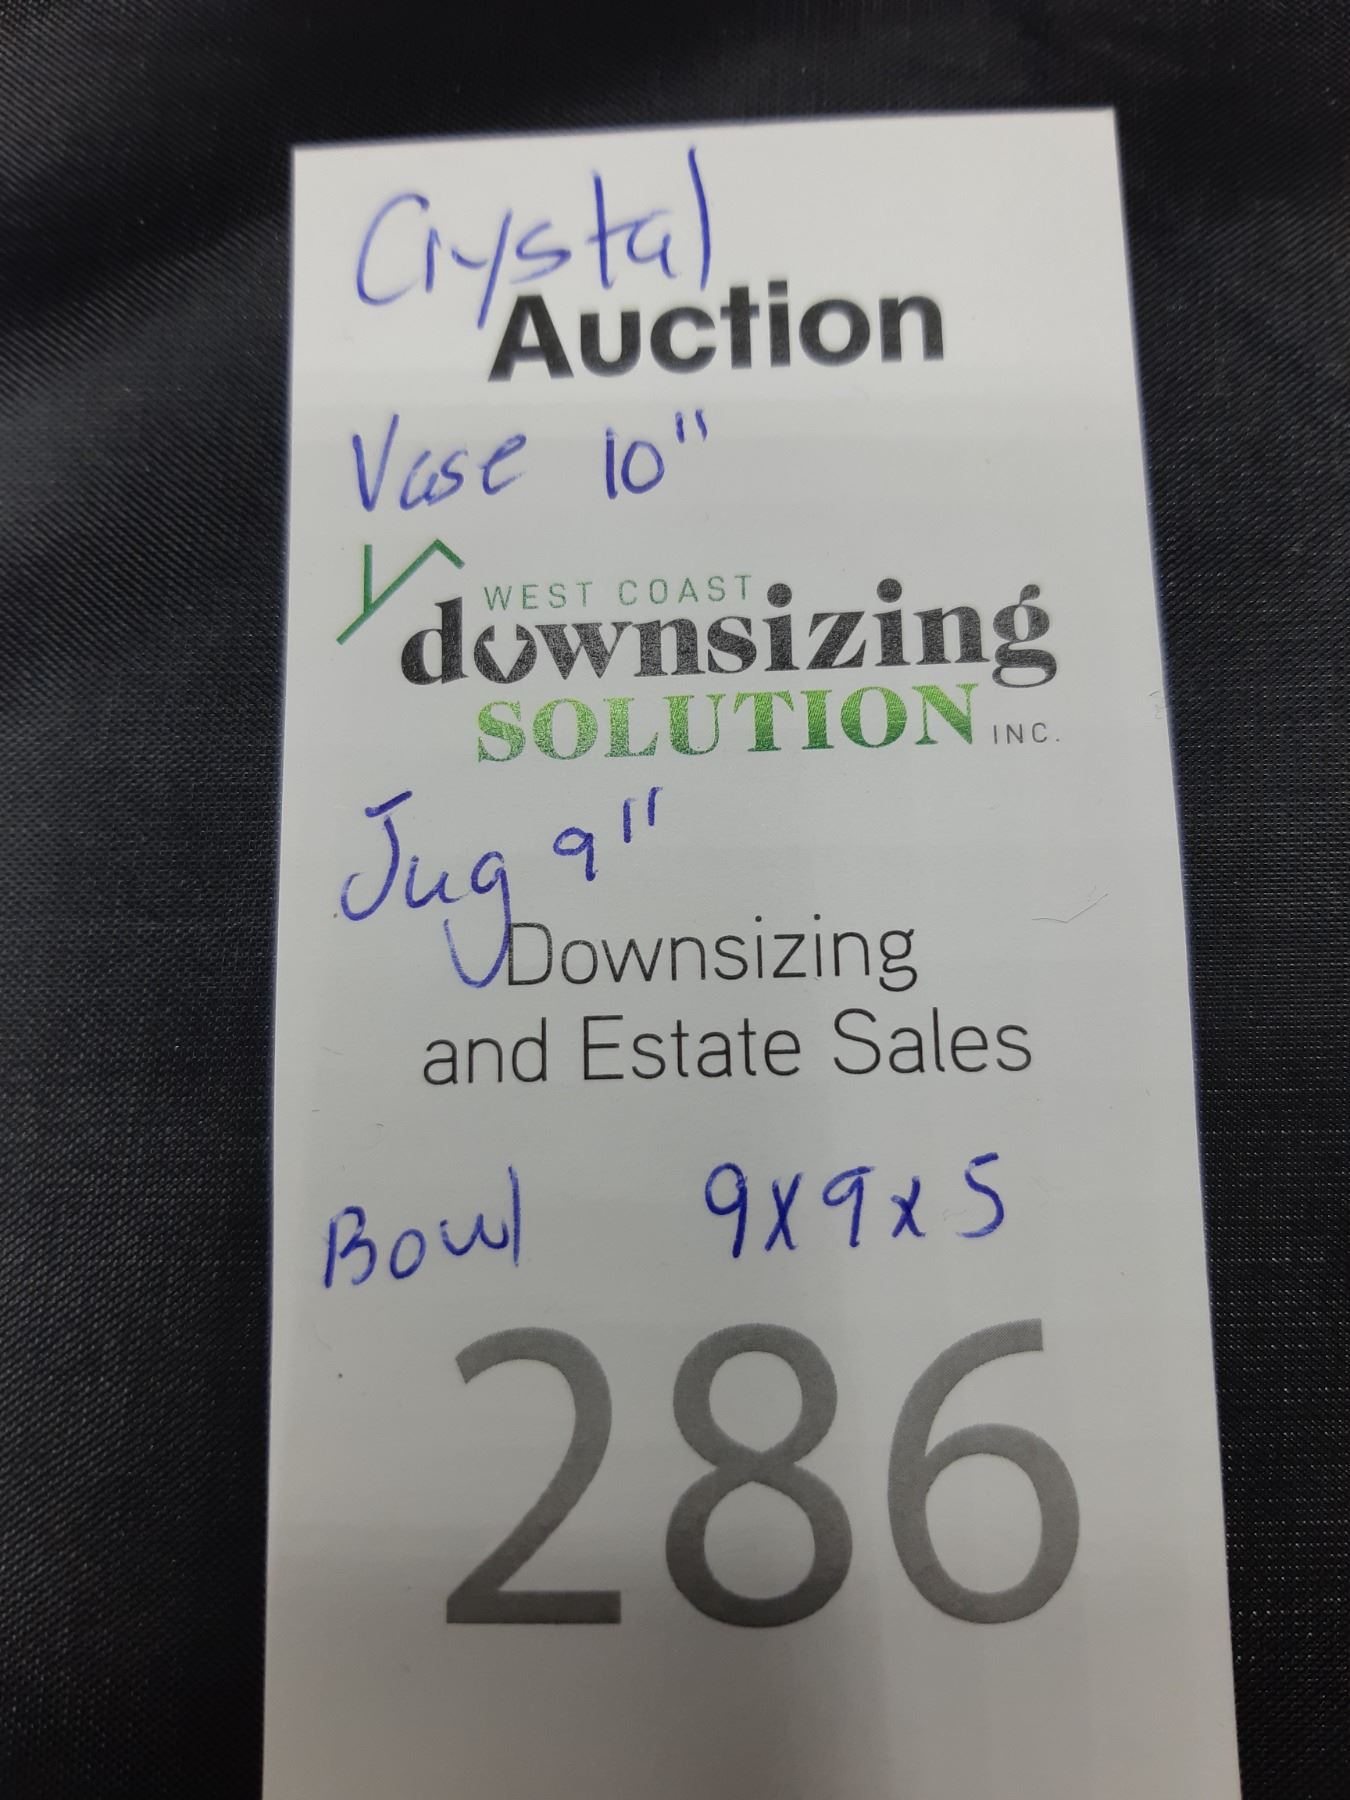 Crystal
Auction
Vase 10"
WEST COAST
downsizing
SOLUTION INC.
Jug 9"
Downsizing
and Estate Sales
Bowl 9x9x5
286